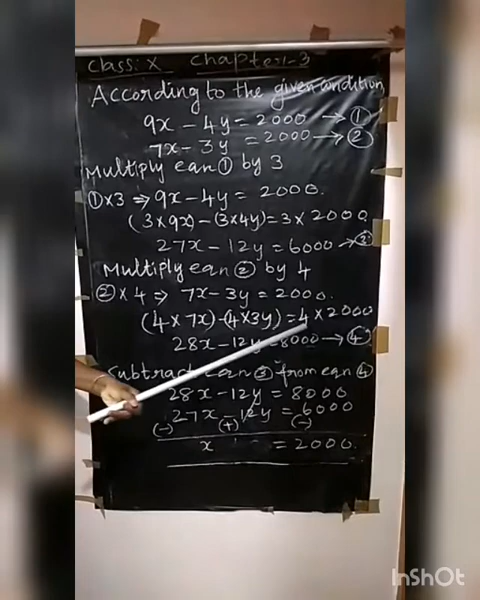 Class: X Chapter-3
According to the given condition
9x - 4y = 2000 → ①
7x - 3y = 2000 → ②
Multiply eqn ① by 3
① x 3 ⇒ 9x - 4y = 2000.
(3 x 9x) - (3 x 4y) = 3 x 2000
27x - 12y = 6000 → ③
Multiply eqn ② by 4
② x 4 ⇒ 7x - 3y = 2000.
(4 x 7x) - (4 x 3y) = 4 x 2000
28x - 12y = 8000 → ④
Subtract eqn ③ from eqn ④
28x - 12y = 8000
27x - 12y = 6000
(-) (+) (-)
x = 2000
InShOt